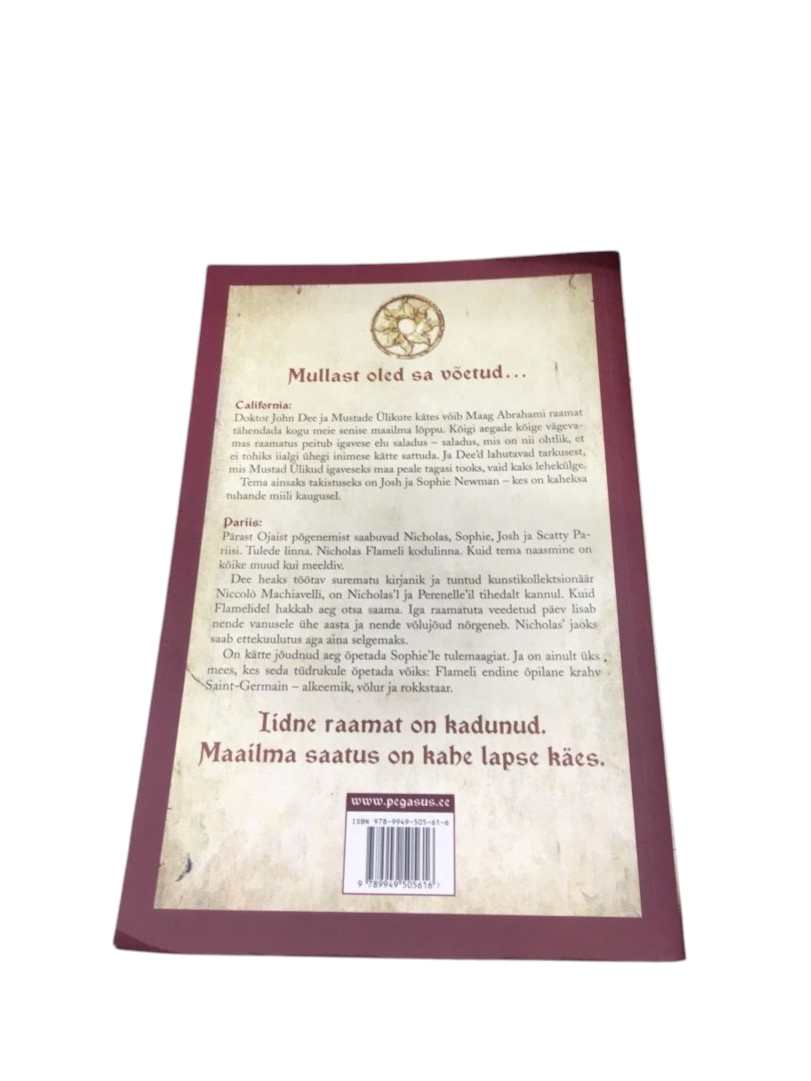 Mullast oled sa võetud...
California:
Doktor John Dee ja Mustade Ülikute kätes võib Maag Abrahami raamat
tähendada kogu meie senise maailma lõppu. Kõigi aegade kõige vägeva-
mas raamatus peitub igavese elu saladus – saladus, mis on nii ohtlik, et
ei tohiks iialgi ühegi inimese kätte sattuda. Ja Dee'd lahutavad tarkusest,
mis Mustad Ülikud igaveseks maa peale tagasi tooks, vaid kaks lehekülge.
Tema ainsaks takistuseks on Josh ja Sophie Newman – kes on kaheksa
tuhande miili kaugusel.
Pariis:
Pärast Ojaist põgenemist saabuvad Nicholas, Sophie, Josh ja Scatty Pa-
riisi. Tulede linna. Nicholas Flameli kodulinna. Kuid tema naasmine on
kõike muud kui meeldiv.
Dee heaks töötav surematu kirjanik ja tuntud kunstikollektsionäär
Niccolò Machiavelli, on Nicholas'l ja Perenelle'il tihedalt kannul. Kuid
Flamelidel hakkab aeg otsa saama. Iga raamatuta veedetud päev lisab
nende vanusele ühe aasta ja nende võlujõud nõrgeneb. Nicholas' jaoks
saab ettekuulutus aga aina selgemaks.
On kätte jõudnud aeg õpetada Sophie'le tulemaagiat. Ja on ainult üks
mees, kes seda tüdrukule õpetada võiks: Flameli endine õpilane krahv
Saint-Germain – alkeemik, võlur ja rokkstaar.
Iidne raamat on kadunud.
Maailma saatus on kahe lapse käes.
www.pegasus.ee
ISBN 978-9949-505-61-6
9 789949 505616 >